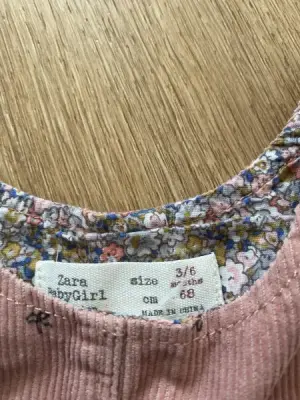 Zara size 3/6
BabyGirl months
cm 68
MADE IN CHINA